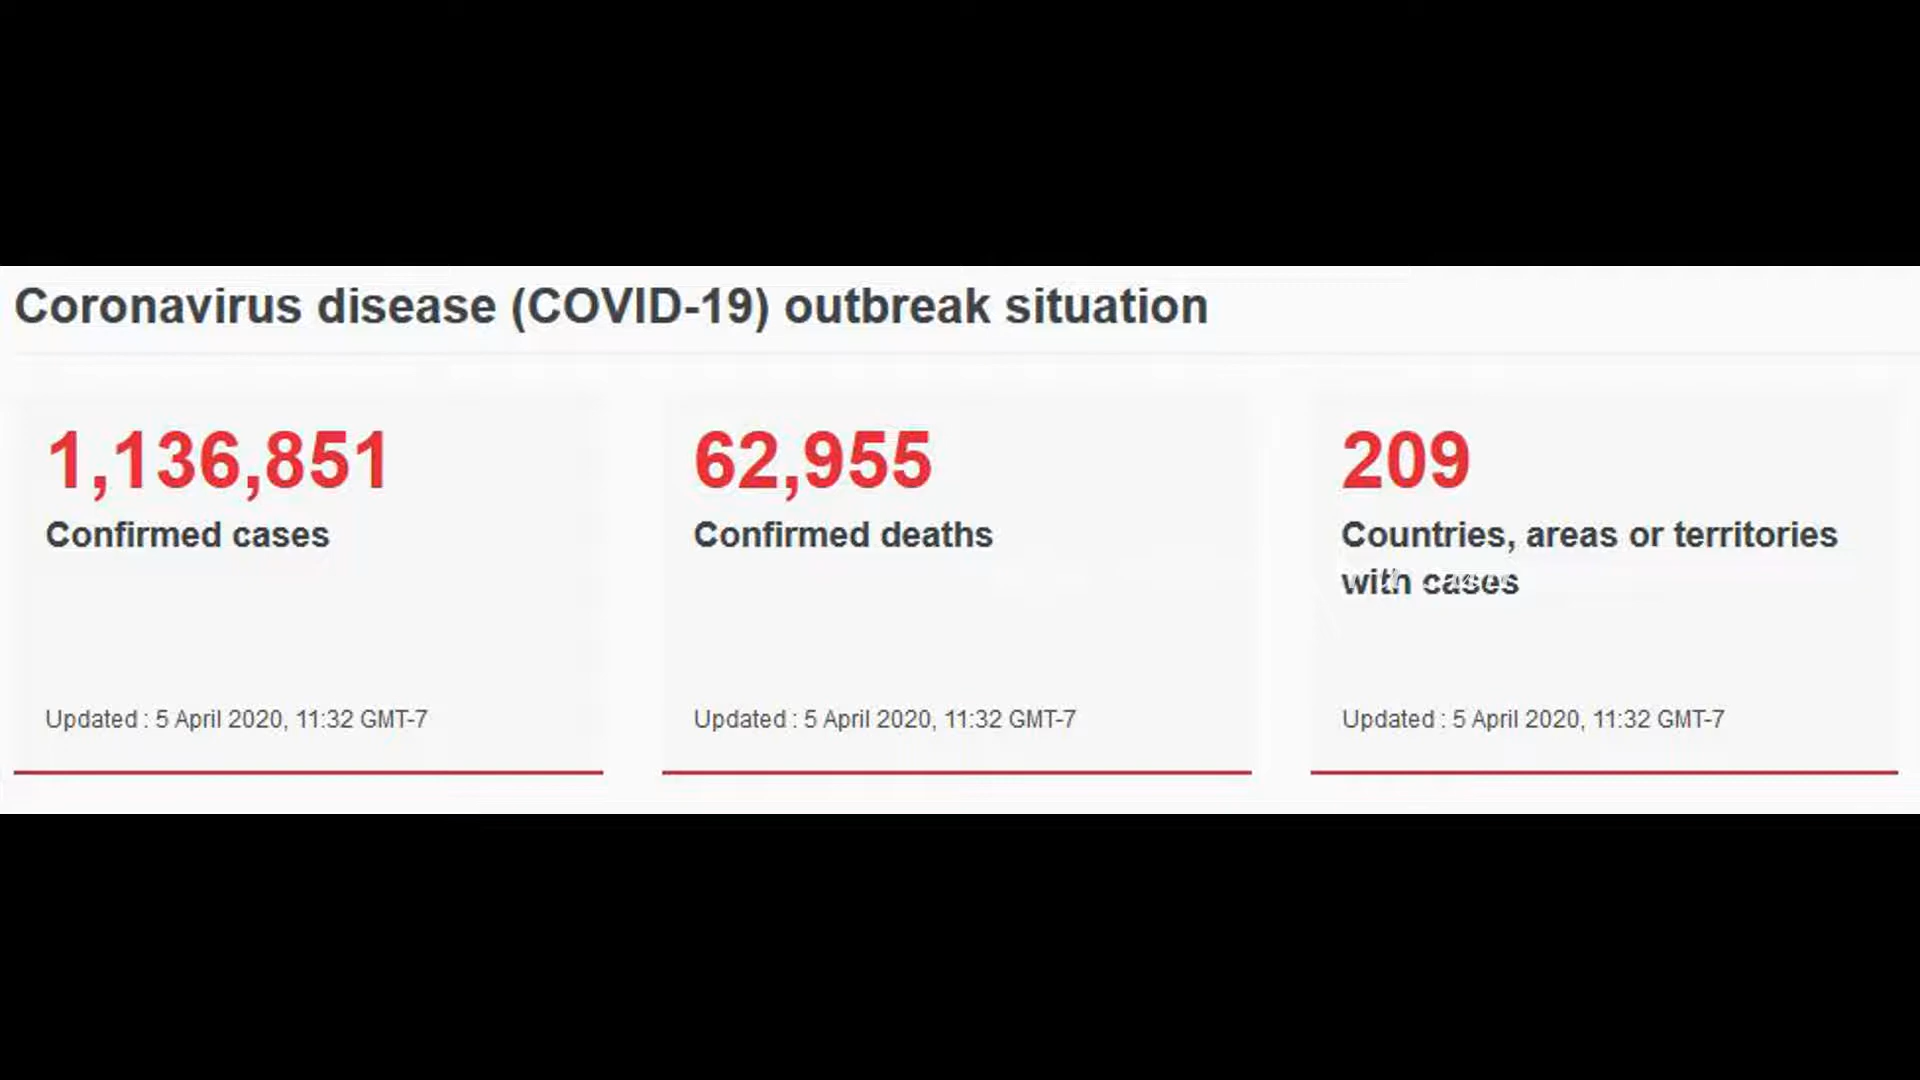 Coronavirus disease (COVID-19) outbreak situation
1,136,851
Confirmed cases
Updated : 5 April 2020, 11:32 GMT-7
62,955
Confirmed deaths
Updated : 5 April 2020, 11:32 GMT-7
209
Countries, areas or territories
with cases
Updated : 5 April 2020, 11:32 GMT-7